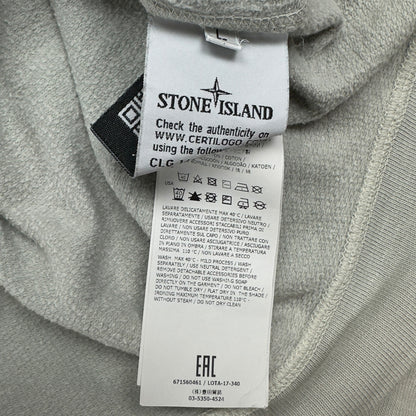 L
STONE ISLAND
Check the authenticity on
WWW.CERTILOGO.COM
using the follow
CLG
USA
LAVARE DELICATAMENTE MAX 40 C / LAVARE
SEPARATAMENTE / USARE DETERSIVO NEUTRO /
RIMUOVERE ACCESSORI STACCABILI PRIMA DI
LAVARE / NON USARE DETERSIVO PURO
DIRETTAMENTE SUL CAPO / NON USARE
CLORO / NON USARE ASCIUGATRICE / ASCIUGARE
IN PIANO IN OMBRA / STIRARE A TEMPERATURA
MASSIMA: 110 °C / NON LAVARE A SECCO
WASH. MAX 40°C - MILD PROCESS / WASH
SEPARATELY / USE NEUTRAL DETERGENT /
REMOVE DETACHABLE ACCESSORIES BEFORE
WASHING / DO NOT USE UNDILUTED SOAP
DIRECTLY ON THE GARMENT / DO NOT BLEACH /
DO NOT TUMBLE DRY / FLAT DRY IN THE SHADE /
IRONING MAXIMUM TEMPERATURE 110°C -
WITHOUT STEAM / DO NOT DRY CLEAN
EAC
671560461 / LOTA-17-340
03-5350-4524